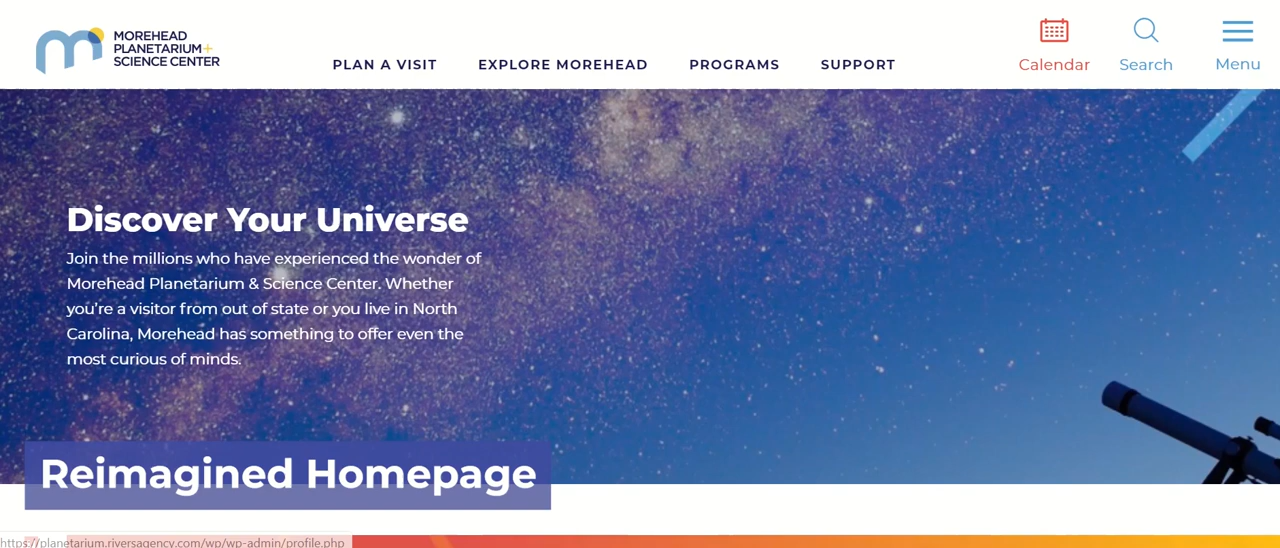 MOREHEAD
PLANETARIUM+
SCIENCE CENTER
PLAN A VISIT EXPLORE MOREHEAD PROGRAMS SUPPORT
Calendar Search Menu
Discover Your Universe
Join the millions who have experienced the wonder of
Morehead Planetarium & Science Center. Whether
you're a visitor from out of state or you live in North
Carolina, Morehead has something to offer even the
most curious of minds.
Reimagined Homepage
https://planetarium.riversagency.com/wp/wp-admin/profile.php